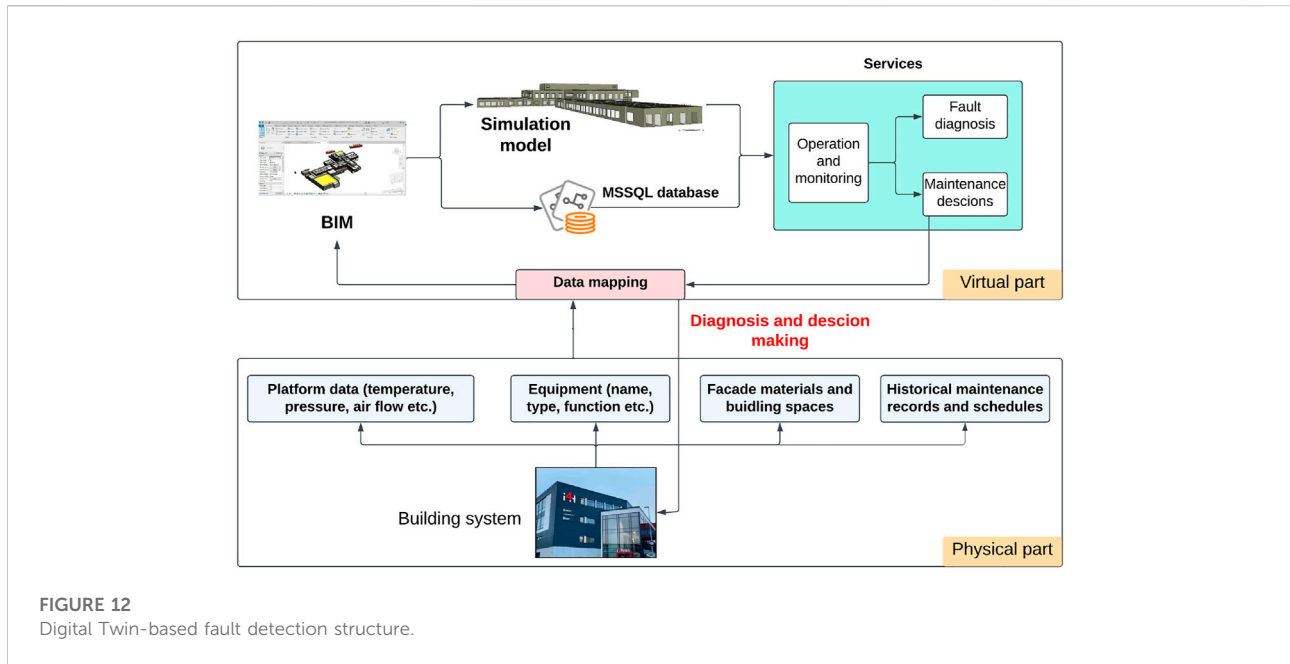 Services
Simulation
model
Operation
and
monitoring
Fault
diagnosis
Maintenance
descions
MSSQL database
BIM
Data mapping
Virtual part
Diagnosis and descion
making
Platform data (temperature,
pressure, air flow etc.)
Equipment (name,
type, function etc.)
Facade materials and
buidling spaces
Historical maintenance
records and schedules
Building system
i4H
Physical part
FIGURE 12
Digital Twin-based fault detection structure.